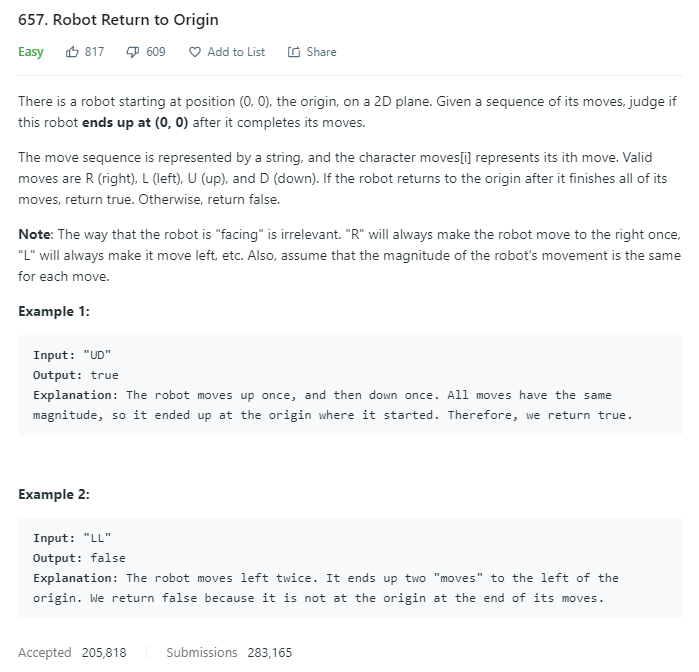 657. Robot Return to Origin
Easy 817 609 Add to List Share
There is a robot starting at position (0, 0), the origin, on a 2D plane. Given a sequence of its moves, judge if
this robot ends up at (0, 0) after it completes its moves.
The move sequence is represented by a string, and the character moves[i] represents its ith move. Valid
moves are R (right), L (left), U (up), and D (down). If the robot returns to the origin after it finishes all of its
moves, return true. Otherwise, return false.
Note: The way that the robot is "facing" is irrelevant. "R" will always make the robot move to the right once,
"L" will always make it move left, etc. Also, assume that the magnitude of the robot's movement is the same
for each move.
Example 1:
Input: "UD"
Output: true
Explanation: The robot moves up once, and then down once. All moves have the same
magnitude, so it ended up at the origin where it started. Therefore, we return true.
Example 2:
Input: "LL"
Output: false
Explanation: The robot moves left twice. It ends up two "moves" to the left of the
origin. We return false because it is not at the origin at the end of its moves.
Accepted 205,818 Submissions 283,165